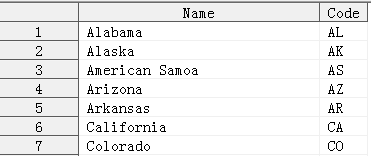 Name Code
1 Alabama AL
2 Alaska AK
3 American Samoa AS
4 Arizona AZ
5 Arkansas AR
6 California CA
7 Colorado CO